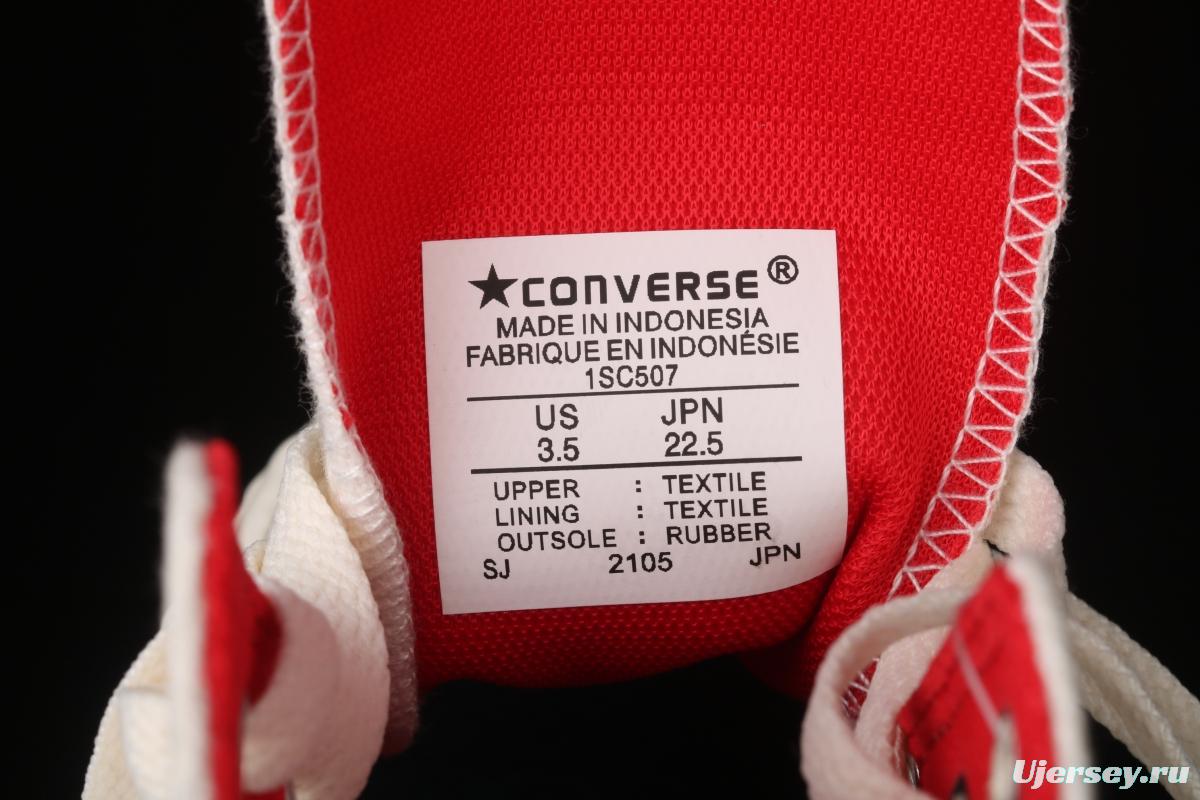 ★CONVERSE®
MADE IN INDONESIA
FABRIQUE EN INDONÉSIE
1SC507
US JPN
3.5 22.5
UPPER : TEXTILE
LINING : TEXTILE
OUTSOLE : RUBBER
SJ 2105 JPN
Ujersey.ru